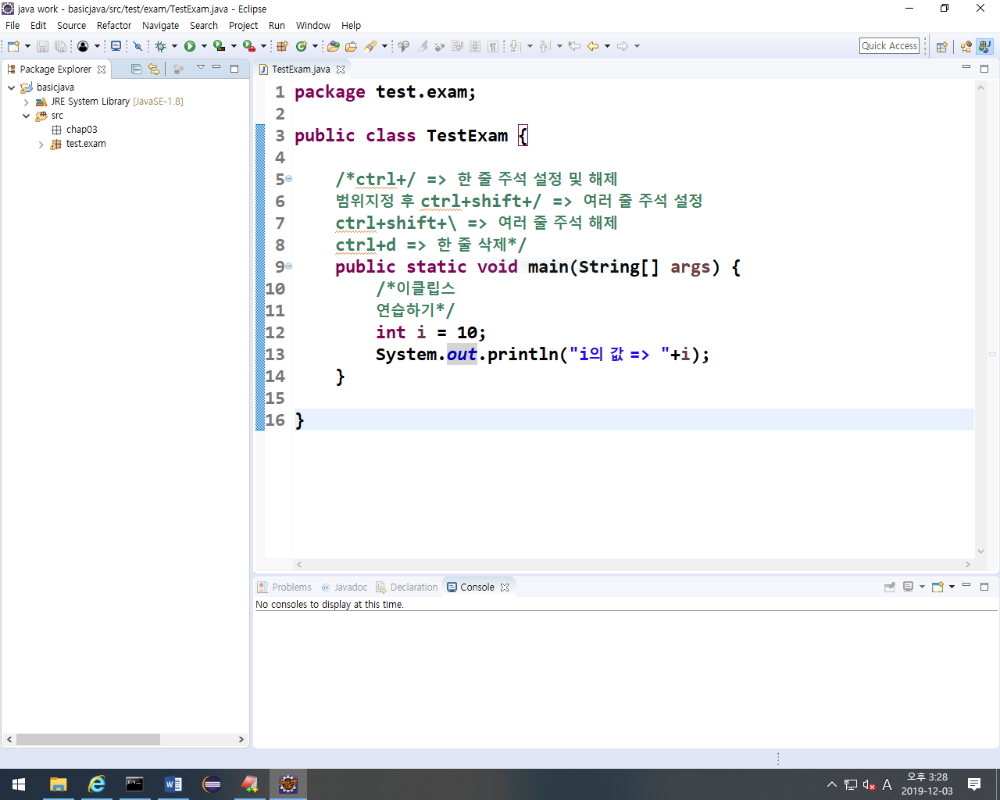 java work - basicjava/src/test/exam/TestExam.java - Eclipse
File Edit Source Refactor Navigate Search Project Run Window Help
Quick Access
Package Explorer
TestExam.java
basicjava
JRE System Library [JavaSE-1.8]
src
chap03
test.exam
1 package test.exam;
2
3 public class TestExam {
4
5 /*ctrl+/ => 한 줄 주석 설정 및 해제
6 범위지정 후 ctrl+shift+/ => 여러 줄 주석 설정
7 ctrl+shift+\ => 여러 줄 주석 해제
8 ctrl+d => 한 줄 삭제*/
9 public static void main(String[] args) {
10 /*이클립스
11 연습하기*/
12 int i = 10;
13 System.out.println("i의 값 => "+i);
14 }
15
16 }
Problems @ Javadoc Declaration Console
No consoles to display at this time.
A
오후 3:28
2019-12-03